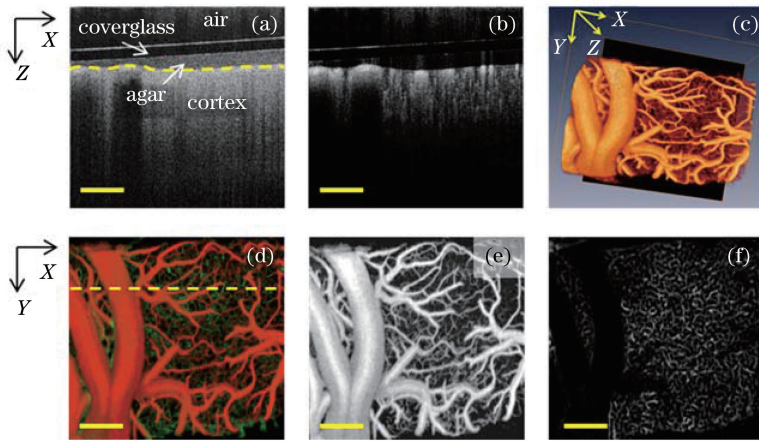 X
Z
air
coverglass
agar
cortex
(a)
(b)
X
Y
Z
(c)
X
Y
(d)
(e)
(f)